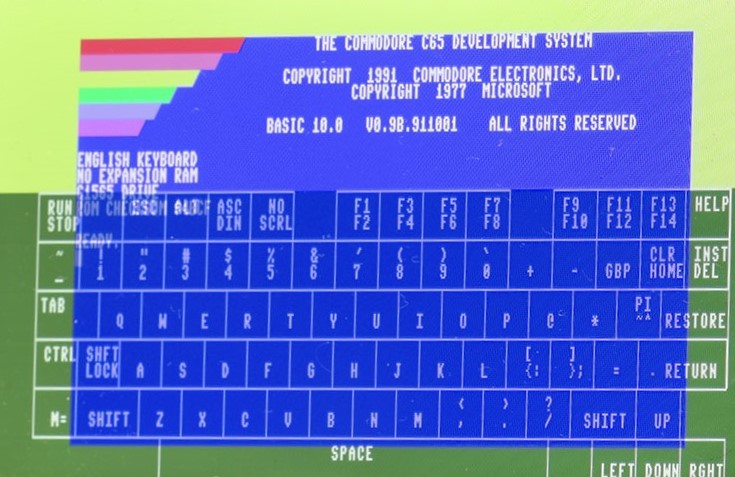 THE COMMODORE C65 DEVELOPMENT SYSTEM
COPYRIGHT 1991 COMMODORE ELECTRONICS, LTD.
COPYRIGHT 1977 MICROSOFT
BASIC 10.0 V0.9B.911001 ALL RIGHTS RESERVED
ENGLISH KEYBOARD
NO EXPANSION RAM
C1565 DRIVE
READY.
RUN STOP
ESC
ALT
ASC DIN
NO SCRL
F1 F2
F3 F4
F5 F6
F7 F8
F9 F10
F11 F12
F13 F14
HELP
~ _
! 1
" 2
# 3
$ 4
% 5
& 6
' 7
( 8
) 9
` 0
+
-
GBP
CLR HOME
INST DEL
TAB
Q W E R T Y U I O P @ *
PI ~^
RESTORE
CTRL
SHFT LOCK
A S D F G H J K L
[ {:
] };
=
RETURN
M=
SHIFT
Z X C V B N M
< ,
> .
? /
SHIFT
UP
SPACE
LEFT DOWN RGHT